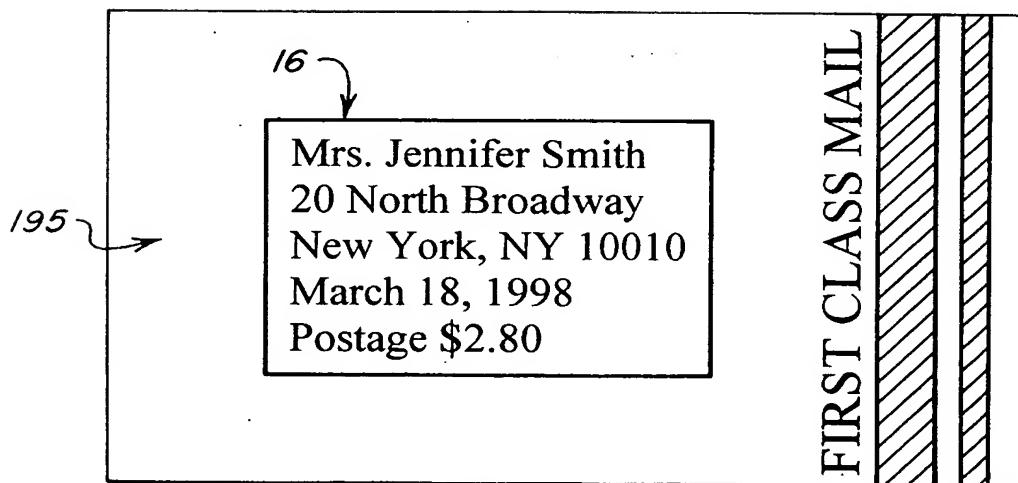 16
Mrs. Jennifer Smith
20 North Broadway
New York, NY 10010
March 18, 1998
Postage $2.80
195
FIRST CLASS MAIL